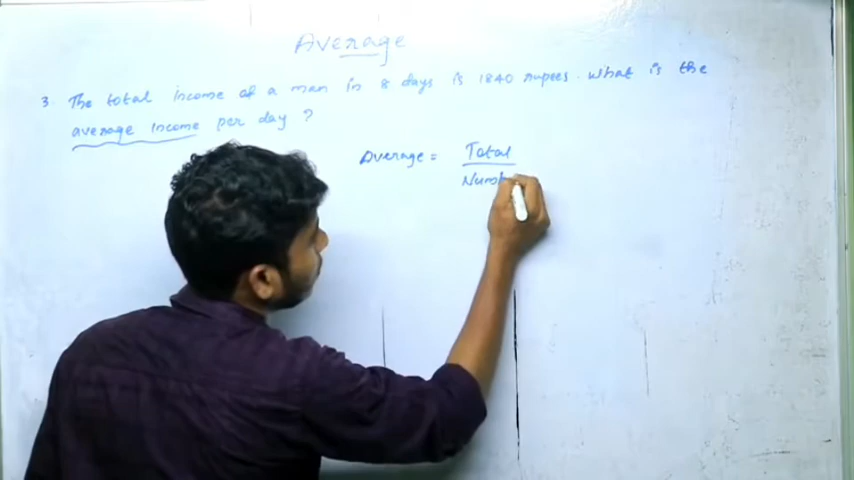 Average
3. The total income of a man in 8 days is 1840 rupees. what is the
average income per day ?
Average = Total
Numb